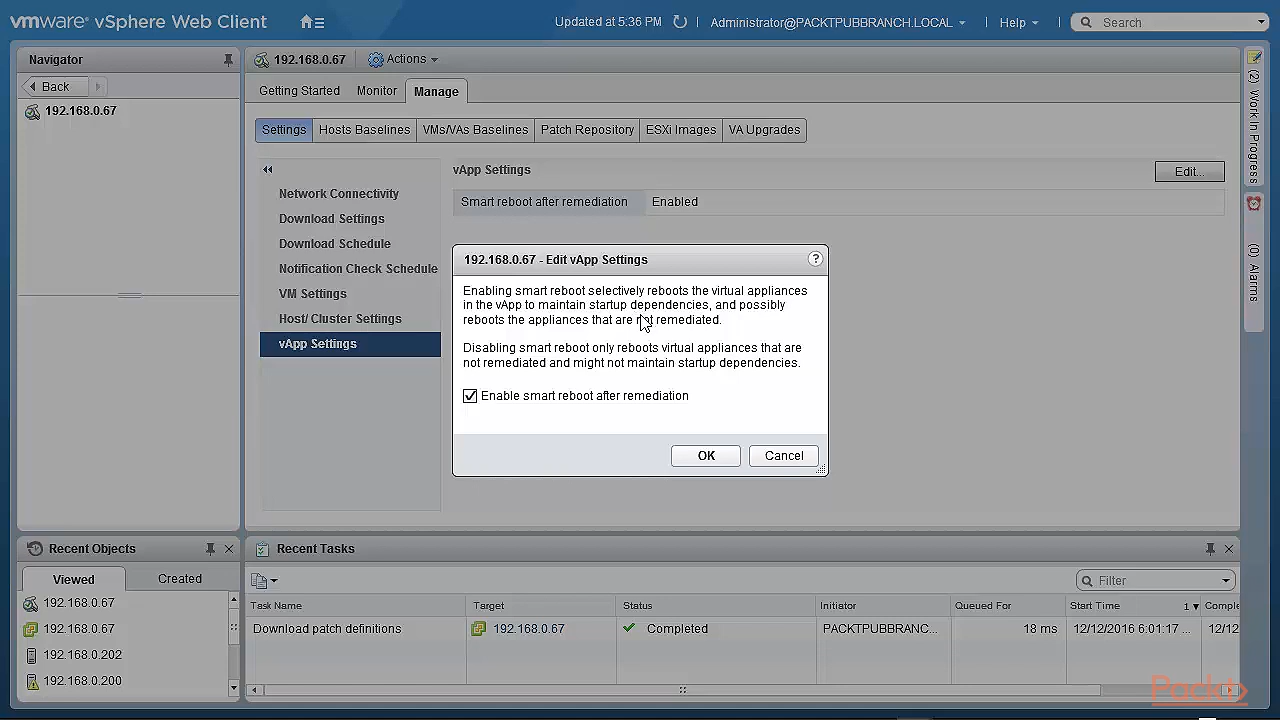 vmware vSphere Web Client
Updated at 5:36 PM
Administrator@PACKTPUBBRANCH.LOCAL
Help
Search
Navigator
Back
192.168.0.67
192.168.0.67
Actions
Getting Started
Monitor
Manage
Settings
Hosts Baselines
VMs/VAs Baselines
Patch Repository
ESXi Images
VA Upgrades
Network Connectivity
Download Settings
Download Schedule
Notification Check Schedule
VM Settings
Host/ Cluster Settings
vApp Settings
vApp Settings
Edit...
Smart reboot after remediation
Enabled
192.168.0.67 - Edit vApp Settings
?
Enabling smart reboot selectively reboots the virtual appliances
in the vApp to maintain startup dependencies, and possibly
reboots the appliances that are not remediated.
Disabling smart reboot only reboots virtual appliances that are
not remediated and might not maintain startup dependencies.
Enable smart reboot after remediation
OK
Cancel
(2) Work In Progress
(0) Alarms
Recent Objects
Viewed
Created
192.168.0.67
192.168.0.67
192.168.0.202
192.168.0.200
Recent Tasks
Filter
Task Name
Target
Status
Initiator
Queued For
Start Time
1
Comple
Download patch definitions
192.168.0.67
Completed
PACKTPUBBRANC...
18 ms
12/12/2016 6:01:17 ...
12/12
Packt